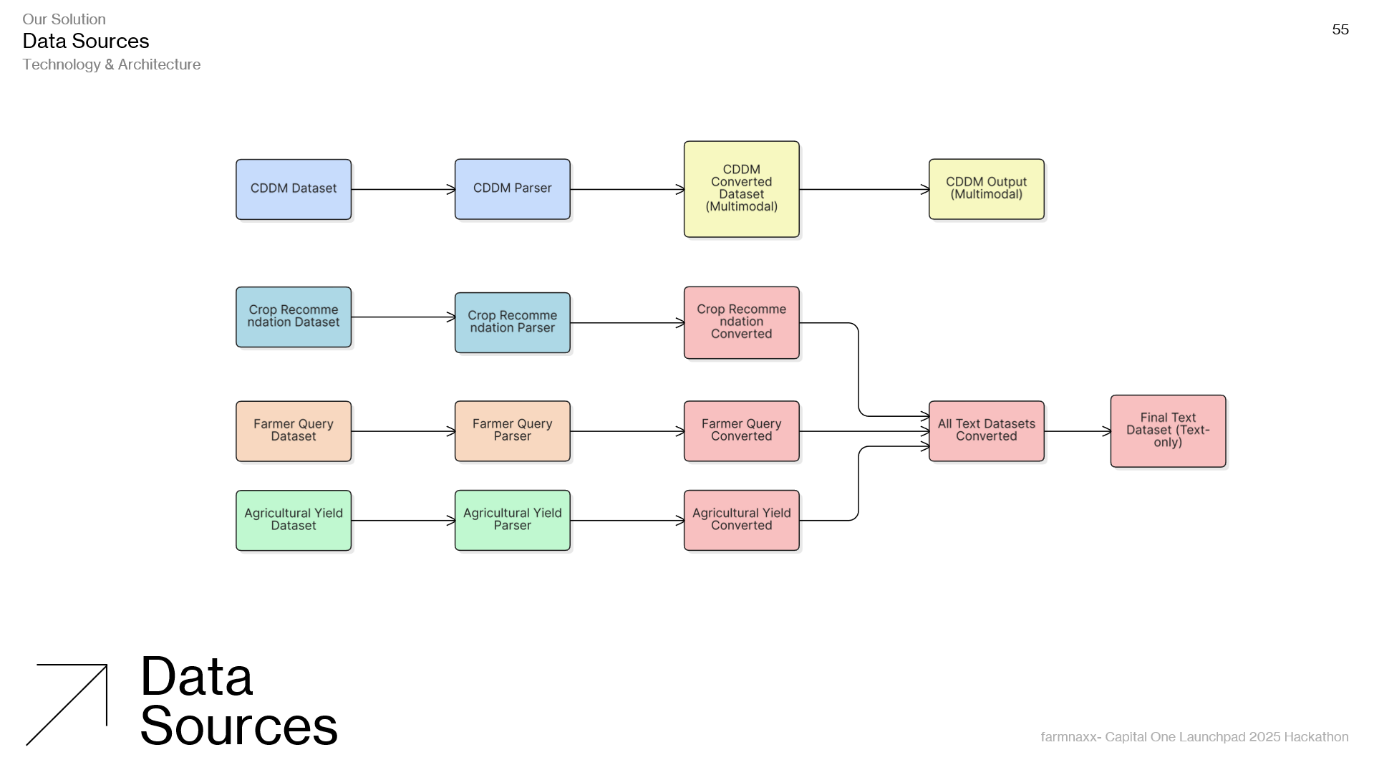 Our Solution
Data Sources
Technology & Architecture
55
CDDM Dataset
CDDM Parser
CDDM
Converted
Dataset
(Multimodal)
CDDM Output
(Multimodal)
Crop Recomme
ndation Dataset
Crop Recomme
ndation Parser
Crop Recomme
ndation
Converted
Farmer Query
Dataset
Farmer Query
Parser
Farmer Query
Converted
All Text Datasets
Converted
Final Text
Dataset (Text-
only)
Agricultural Yield
Dataset
Agricultural Yield
Parser
Agricultural Yield
Converted
Data
Sources
farmnaxx- Capital One Launchpad 2025 Hackathon